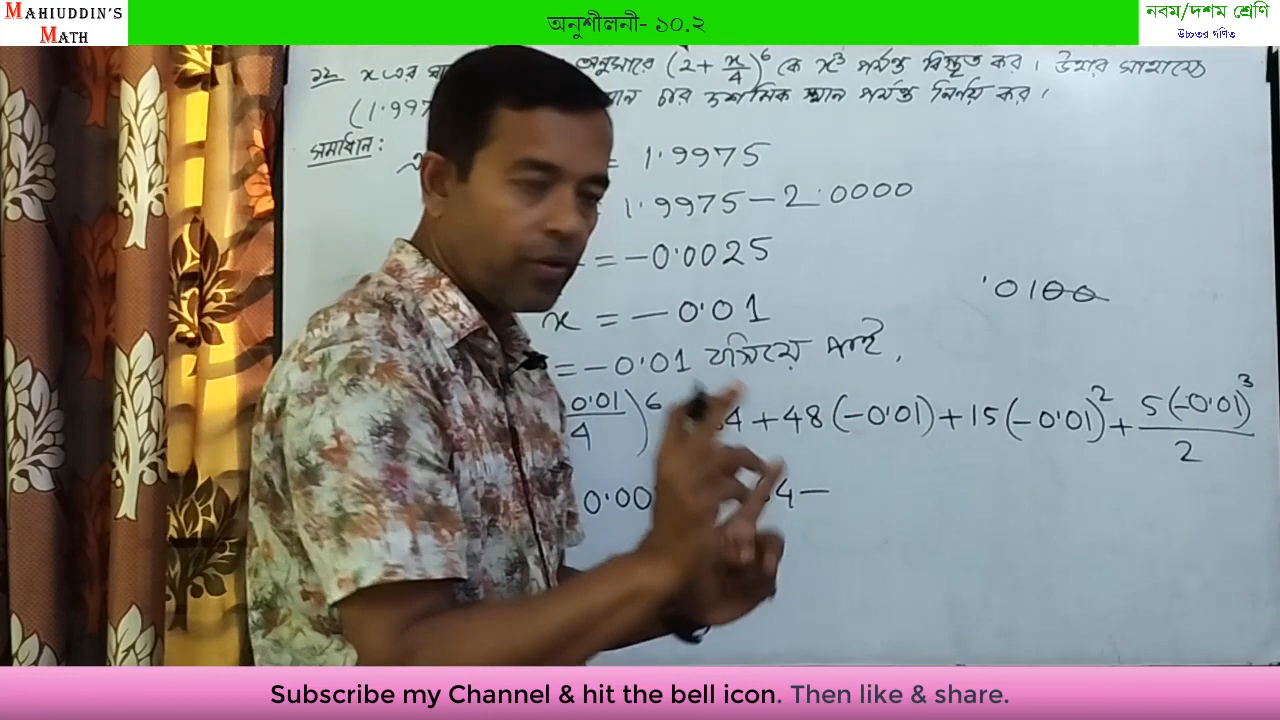 MAHIUDDIN'S
MATH
অনুশীলনী- ১০.২
নবম/দশম শ্রেণি
উচ্চতর গণিত
১২ x এর অনুসারে (2 + x/4)^6 কে x^3 পর্যন্ত বিস্তৃত কর। উহার সাহায্যে
(1.997 মান চার দশমিক স্থান পর্যন্ত নির্ণয় কর।
সমাধান:
= 1.9975
1.9975 - 2.0000
= -0.0025
.0100
x = -0.01
= -0.01 বসিয়ে পাই,
0.01/4)^6 4 + 48(-0.01) + 15(-0.01)^2 + 5(-0.01)^3/2
0.00 4 -
Subscribe my Channel & hit the bell icon. Then like & share.